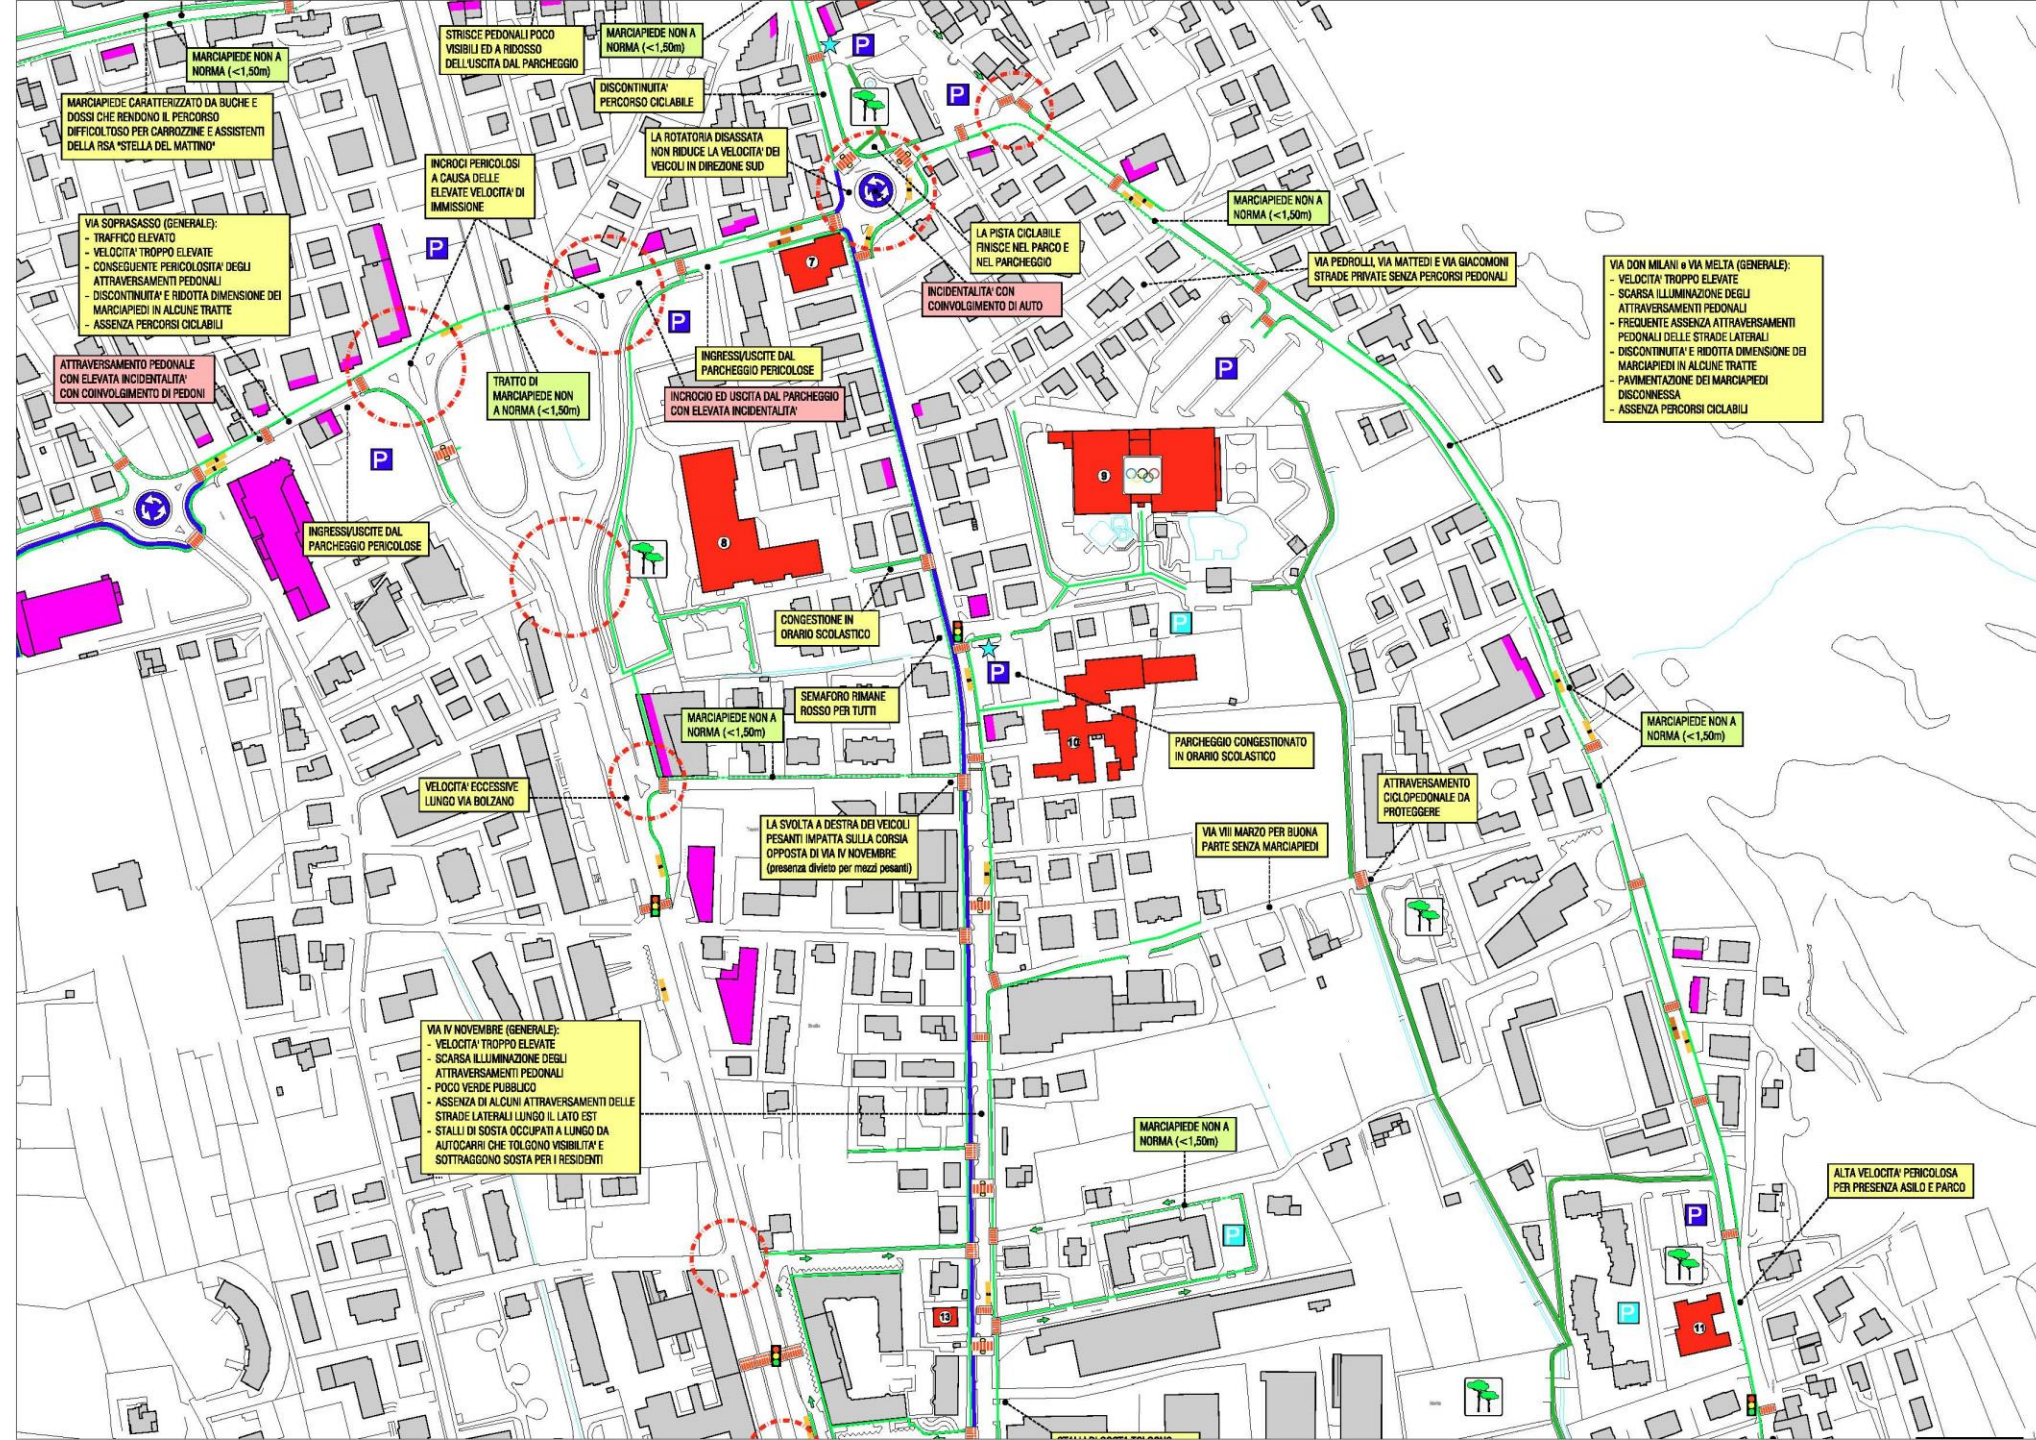 STRISCE PEDONALI POCO
VISIBILI ED A RIDOSSO
DELL'USCITA DAL PARCHEGGIO
MARCIAPIEDE NON A
NORMA (<1,50m)
MARCIAPIEDE NON A
NORMA (<1,50m)
P
MARCIAPIEDE CARATTERIZZATO DA BUCHE E
DOSSI CHE RENDONO IL PERCORSO
DIFFICOLTOSO PER CARROZZINE E ASSISTENTI
DELLA RSA "STELLA DEL MATTINO"
DISCONTINUITA'
PERCORSO CICLABILE
P
LA ROTATORIA DISASSATA
NON RIDUCE LA VELOCITA' DEI
VEICOLI IN DIREZIONE SUD
INCROCI PERICOLOSI
A CAUSA DELLE
ELEVATE VELOCITA' DI
IMMISSIONE
MARCIAPIEDE NON A
NORMA (<1,50m)
VIA SOPRASASSO (GENERALE):
- TRAFFICO ELEVATO
- VELOCITA' TROPPO ELEVATE
- CONSEGUENTE PERICOLOSITA' DEGLI
ATTRAVERSAMENTI PEDONALI
- DISCONTINUITA' E RIDOTTA DIMENSIONE DEI
MARCIAPIEDI IN ALCUNE TRATTE
- ASSENZA PERCORSI CICLABILI
P
LA PISTA CICLABILE
FINISCE NEL PARCO E
NEL PARCHEGGIO
7
VIA PEDROLLI, VIA MATTEDI E VIA GIACOMONI
STRADE PRIVATE SENZA PERCORSI PEDONALI
VIA DON MILANI e VIA MELTA (GENERALE):
- VELOCITA' TROPPO ELEVATE
- SCARSA ILLUMINAZIONE DEGLI
ATTRAVERSAMENTI PEDONALI
- FREQUENTE ASSENZA ATTRAVERSAMENTI
PEDONALI DELLE STRADE LATERALI
- DISCONTINUITA' E RIDOTTA DIMENSIONE DEI
MARCIAPIEDI IN ALCUNE TRATTE
- PAVIMENTAZIONE DEI MARCIAPIEDI
DISCONNESSA
- ASSENZA PERCORSI CICLABILI
INCIDENTALITA' CON
COINVOLGIMENTO DI AUTO
P
ATTRAVERSAMENTO PEDONALE
CON ELEVATA INCIDENTALITA'
CON COINVOLGIMENTO DI PEDONI
INGRESSI/USCITE DAL
PARCHEGGIO PERICOLOSE
P
TRATTO DI
MARCIAPIEDE NON
A NORMA (<1,50m)
INCROCIO ED USCITA DAL PARCHEGGIO
CON ELEVATA INCIDENTALITA'
P
9
INGRESSI/USCITE DAL
PARCHEGGIO PERICOLOSE
8
CONGESTIONE IN
ORARIO SCOLASTICO
P
P
SEMAFORO RIMANE
ROSSO PER TUTTI
MARCIAPIEDE NON A
NORMA (<1,50m)
MARCIAPIEDE NON A
NORMA (<1,50m)
10
PARCHEGGIO CONGESTIONATO
IN ORARIO SCOLASTICO
VELOCITA' ECCESSIVE
LUNGO VIA BOLZANO
ATTRAVERSAMENTO
CICLOPEDONALE DA
PROTEGGERE
LA SVOLTA A DESTRA DEI VEICOLI
PESANTI IMPATTA SULLA CORSIA
OPPOSTA DI VIA IV NOVEMBRE
(presenza divieto per mezzi pesanti)
VIA VIII MARZO PER BUONA
PARTE SENZA MARCIAPIEDI
VIA IV NOVEMBRE (GENERALE):
- VELOCITA' TROPPO ELEVATE
- SCARSA ILLUMINAZIONE DEGLI
ATTRAVERSAMENTI PEDONALI
- POCO VERDE PUBBLICO
- ASSENZA DI ALCUNI ATTRAVERSAMENTI DELLE
STRADE LATERALI LUNGO IL LATO EST
- STALLI DI SOSTA OCCUPATI A LUNGO DA
AUTOCARRI CHE TOLGONO VISIBILITA' E
SOTTRAGGONO SOSTA PER I RESIDENTI
MARCIAPIEDE NON A
NORMA (<1,50m)
ALTA VELOCITA' PERICOLOSA
PER PRESENZA ASILO E PARCO
P
P
P
13
11